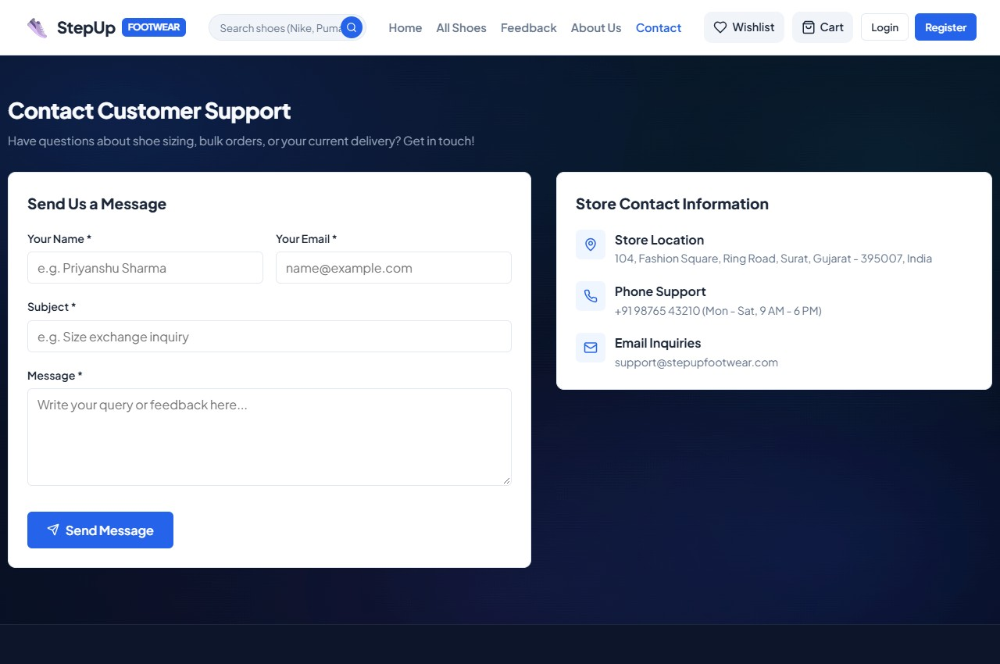 StepUp FOOTWEAR
Search shoes (Nike, Puma
Home All Shoes Feedback About Us Contact
Wishlist Cart Login Register
Contact Customer Support
Have questions about shoe sizing, bulk orders, or your current delivery? Get in touch!
Send Us a Message
Your Name * Your Email *
e.g. Priyanshu Sharma name@example.com
Subject *
e.g. Size exchange inquiry
Message *
Write your query or feedback here...
Send Message
Store Contact Information
Store Location
104, Fashion Square, Ring Road, Surat, Gujarat - 395007, India
Phone Support
+91 98765 43210 (Mon - Sat, 9 AM - 6 PM)
Email Inquiries
support@stepupfootwear.com